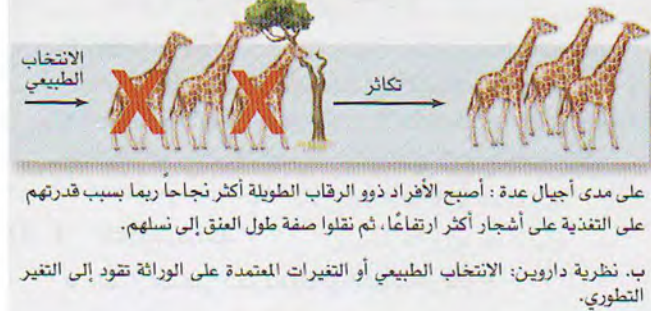 الانتخاب
الطبيعي
تكاثر
على مدى أجيال عدة : أصبح الأفراد ذوو الرقاب الطويلة أكثر نجاحاً ربما بسبب قدرتهم
على التغذية على أشجار أكثر ارتفاعًا، ثم نقلوا صفة طول العنق إلى نسلهم.
ب. نظرية داروين: الانتخاب الطبيعي أو التغيرات المعتمدة على الوراثة تقود إلى التغير
التطوري.